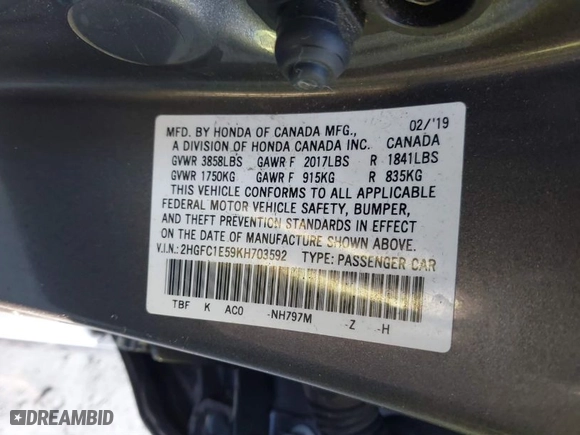 MFD. BY HONDA OF CANADA MFG., 02/'19
A DIVISION OF HONDA CANADA INC. CANADA
GVWR 3858LBS GAWR F 2017LBS R 1841LBS
GVWR 1750KG GAWR F 915KG R 835KG
THIS VEHICLE CONFORMS TO ALL APPLICABLE
FEDERAL MOTOR VEHICLE SAFETY, BUMPER,
AND THEFT PREVENTION STANDARDS IN EFFECT
ON THE DATE OF MANUFACTURE SHOWN ABOVE.
V.I.N.: 2HGFC1E59KH703592 TYPE: PASSENGER CAR
TBF K AC0 -NH797M -Z -H
DREAMBID